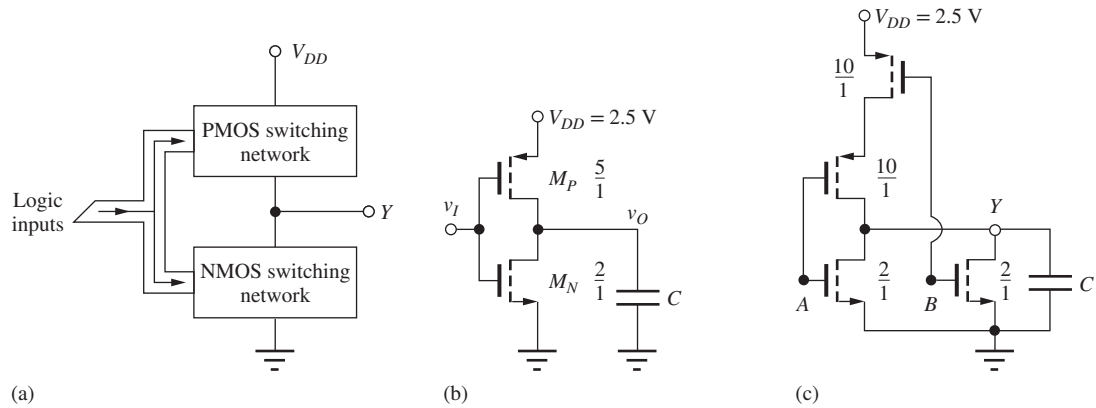 V_DD
PMOS switching
network
Logic
inputs
Y
NMOS switching
network
(a)
V_DD = 2.5 V
M_P 5/1
v_I
v_O
M_N 2/1
C
(b)
V_DD = 2.5 V
10/1
10/1
Y
A
2/1
B
2/1
C
(c)